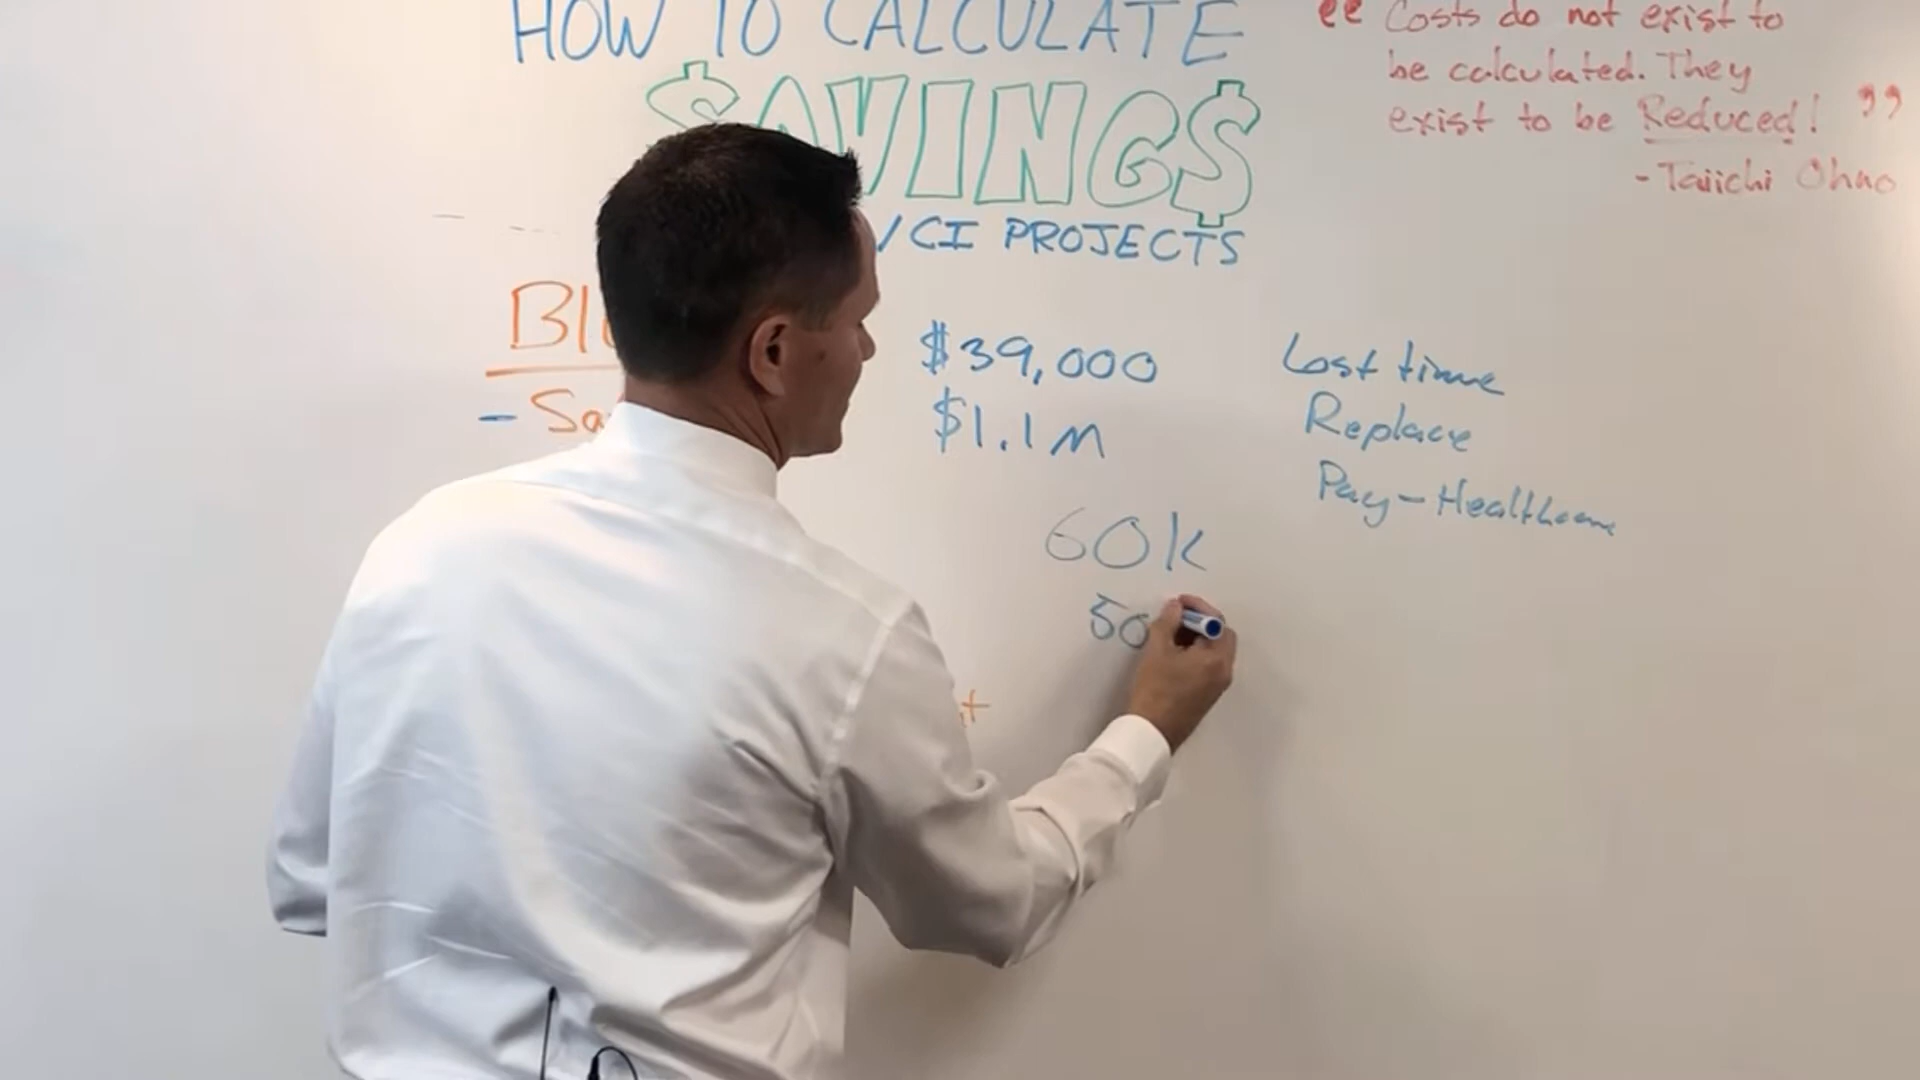 HOW TO CALCULATE
$AVING$
/CI PROJECTS
“ Costs do not exist to
be calculated. They
exist to be Reduced! ”
- Taiichi Ohno
- Sa
$39,000
$1.1M
60K
50
Lost time
Replace
Pay - Healthcare